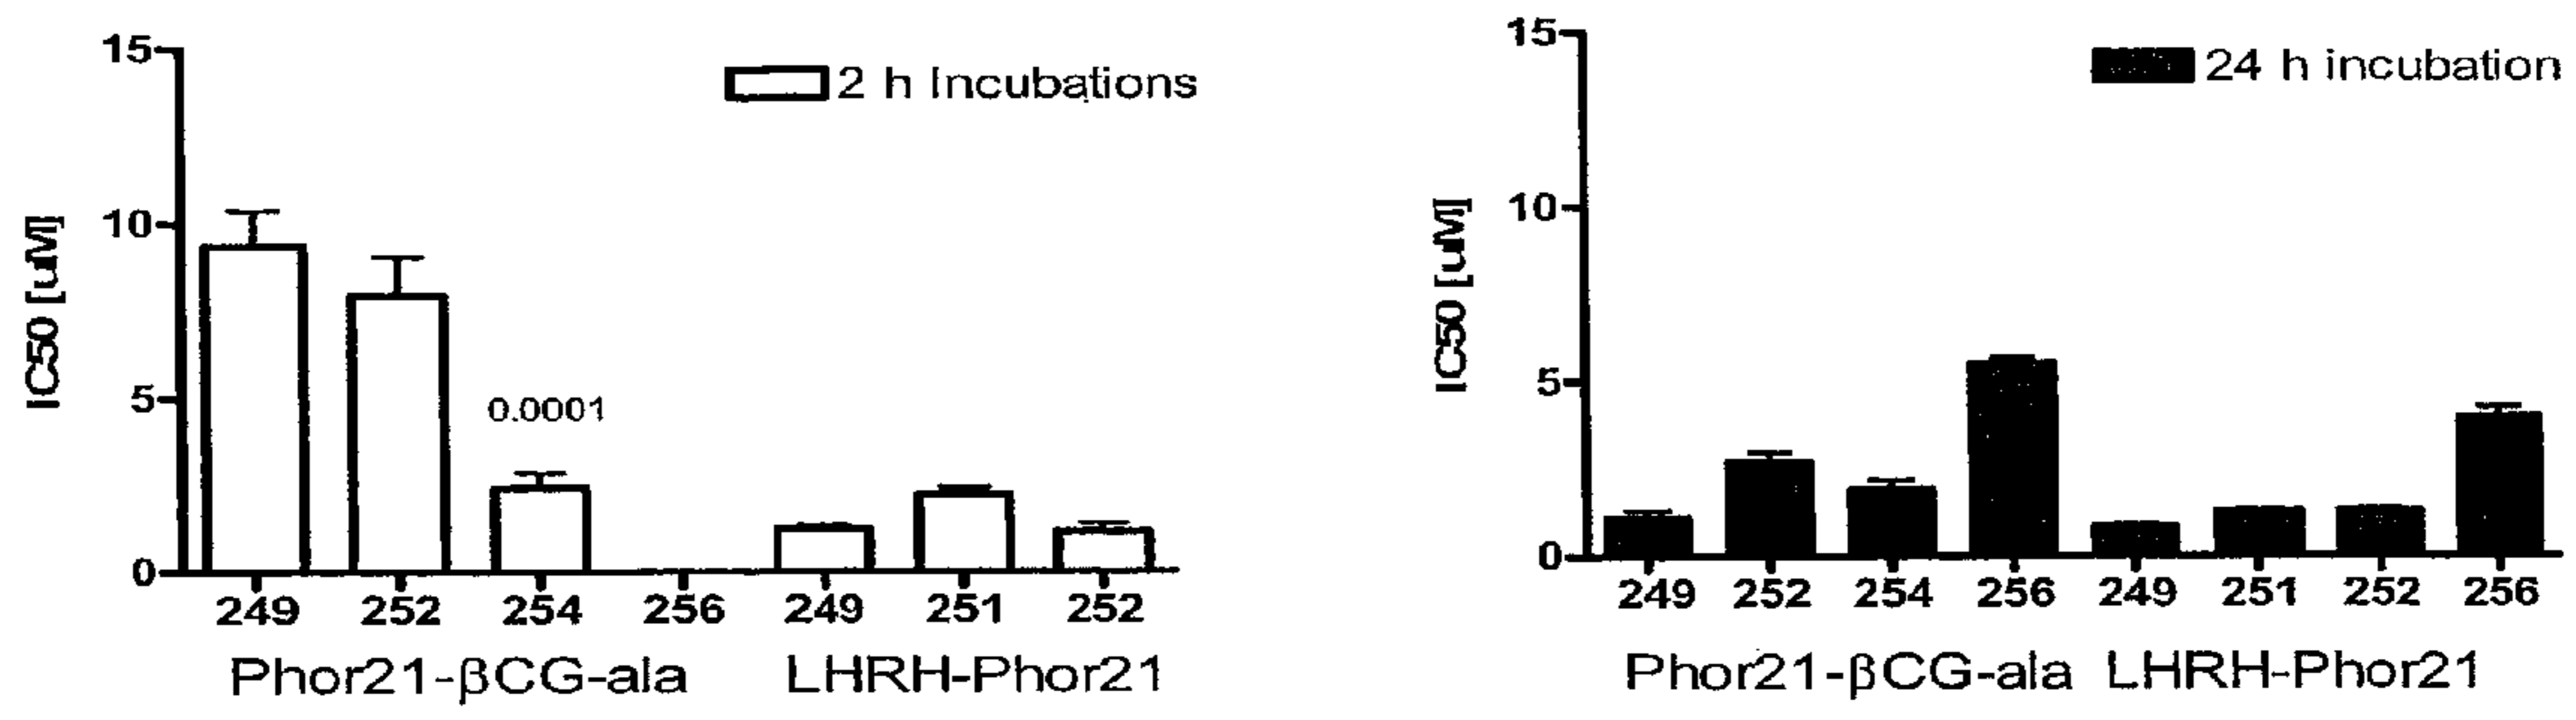 15
10
5
0
IC50 [uM]
2 h Incubations
0.0001
249 252 254 256 249 251 252
Phor21-βCG-ala LHRH-Phor21
15
10
5
0
IC50 [uM]
24 h incubation
249 252 254 256 249 251 252 256
Phor21-βCG-ala LHRH-Phor21